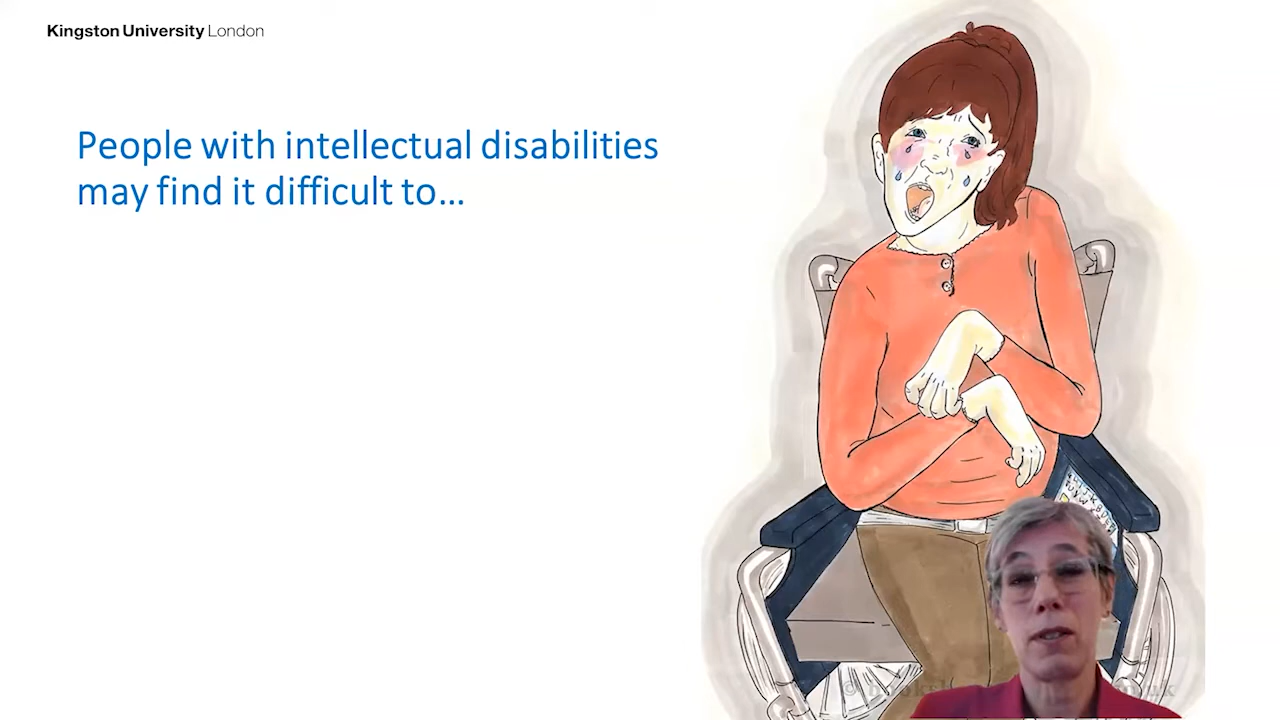 Kingston University London
People with intellectual disabilities
may find it difficult to...